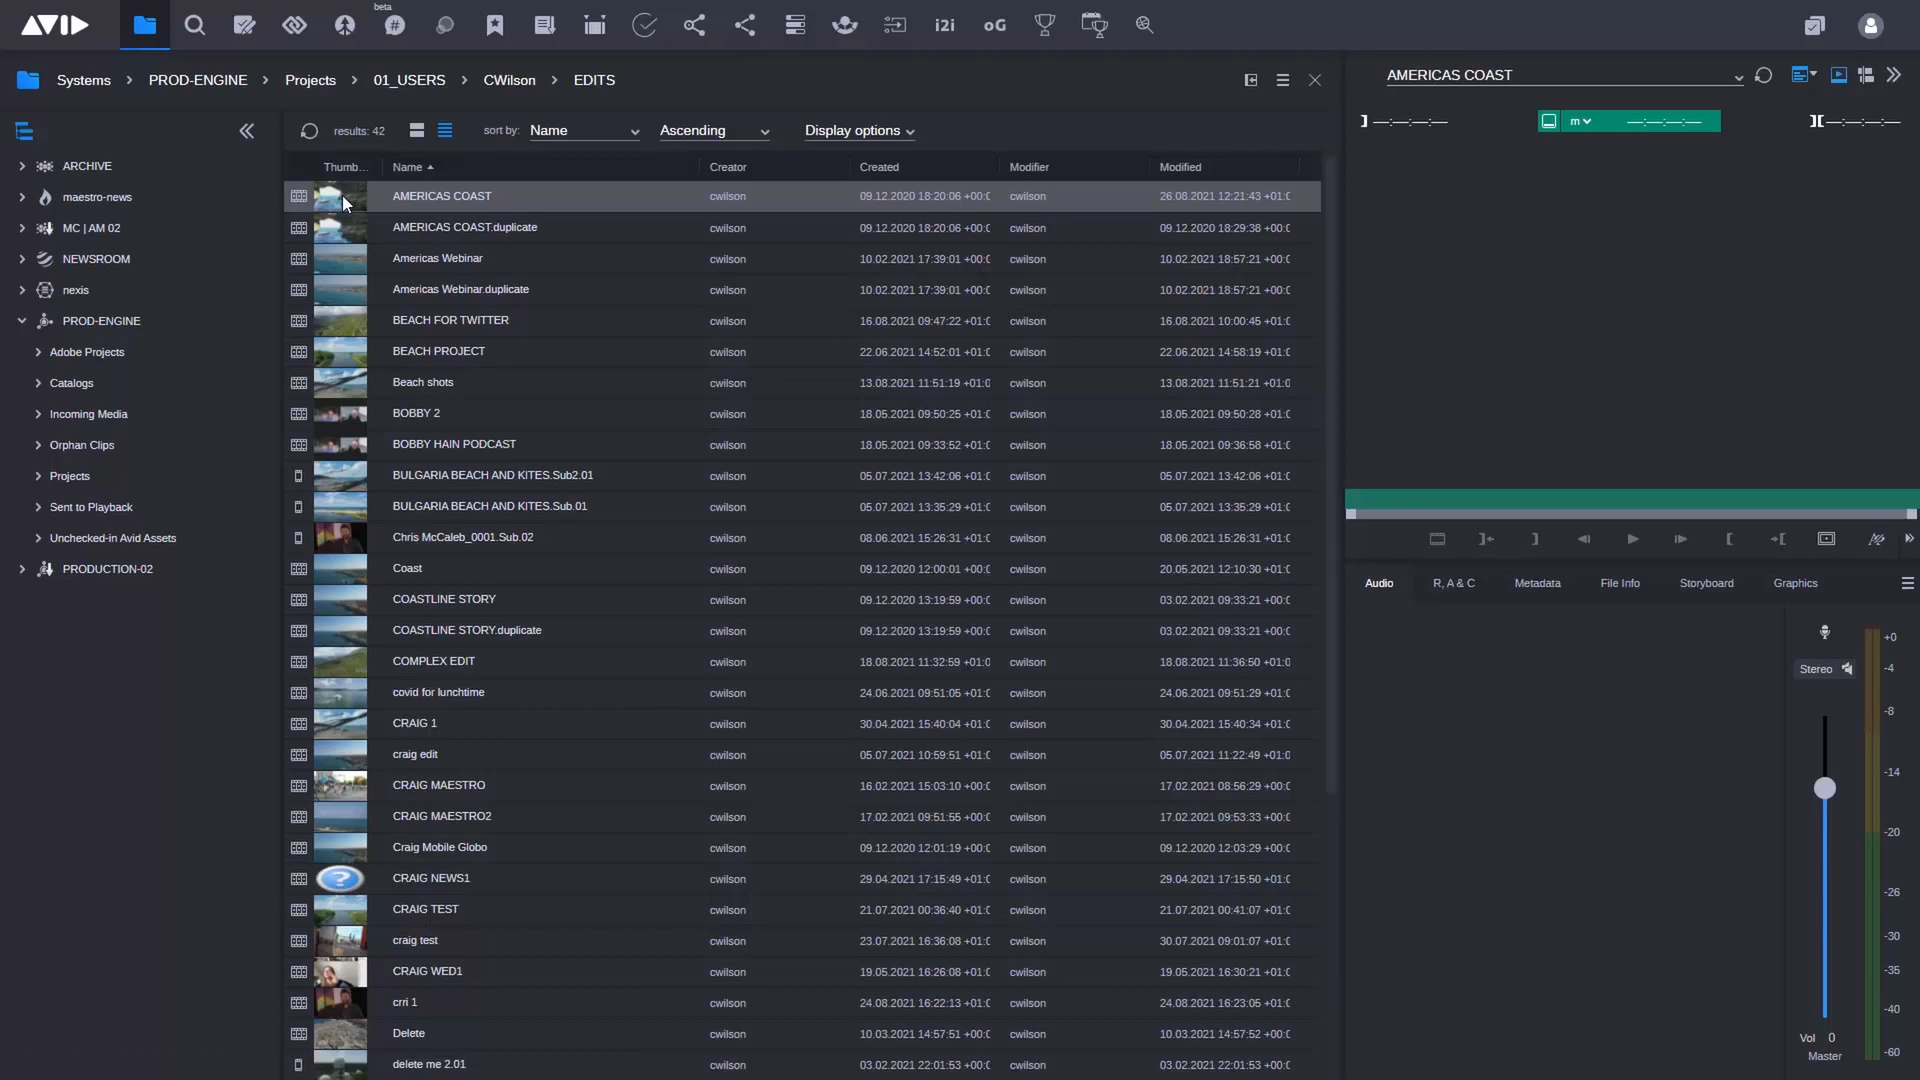 beta
AVID
i2i
oG
Systems > PROD-ENGINE > Projects > 01_USERS > CWilson > EDITS
AMERICAS COAST
results: 42
sort by: Name Ascending Display options
] —:—:—:— m —:—:—:— ][ —:—:—:—
Thumb... Name Creator Created Modifier Modified
ARCHIVE
maestro-news
MC | AM 02
NEWSROOM
nexis
PROD-ENGINE
Adobe Projects
Catalogs
Incoming Media
Orphan Clips
Projects
Sent to Playback
Unchecked-in Avid Assets
PRODUCTION-02
AMERICAS COAST cwilson 09.12.2020 18:20:06 +00:0 cwilson 26.08.2021 12:21:43 +01:0
AMERICAS COAST.duplicate cwilson 09.12.2020 18:20:06 +00:0 cwilson 09.12.2020 18:29:38 +00:0
Americas Webinar cwilson 10.02.2021 17:39:01 +00:0 cwilson 10.02.2021 18:57:21 +00:0
Americas Webinar.duplicate cwilson 10.02.2021 17:39:01 +00:0 cwilson 10.02.2021 18:57:21 +00:0
BEACH FOR TWITTER cwilson 16.08.2021 09:47:22 +01:0 cwilson 16.08.2021 10:00:45 +01:0
BEACH PROJECT cwilson 22.06.2021 14:52:01 +01:0 cwilson 22.06.2021 14:58:19 +01:0
Beach shots cwilson 13.08.2021 11:51:19 +01:0 cwilson 13.08.2021 11:51:21 +01:0
BOBBY 2 cwilson 18.05.2021 09:50:25 +01:0 cwilson 18.05.2021 09:50:28 +01:0
BOBBY HAIN PODCAST cwilson 18.05.2021 09:33:52 +01:0 cwilson 18.05.2021 09:36:58 +01:0
BULGARIA BEACH AND KITES.Sub2.01 cwilson 05.07.2021 13:42:06 +01:0 cwilson 05.07.2021 13:42:06 +01:0
BULGARIA BEACH AND KITES.Sub.01 cwilson 05.07.2021 13:35:29 +01:0 cwilson 05.07.2021 13:35:29 +01:0
Chris McCaleb_0001.Sub.02 cwilson 08.06.2021 15:26:31 +01:0 cwilson 08.06.2021 15:26:31 +01:0
Coast cwilson 09.12.2020 12:00:01 +00:0 cwilson 20.05.2021 12:10:30 +01:0
COASTLINE STORY cwilson 09.12.2020 13:19:59 +00:0 cwilson 03.02.2021 09:33:21 +00:0
COASTLINE STORY.duplicate cwilson 09.12.2020 13:19:59 +00:0 cwilson 03.02.2021 09:33:21 +00:0
COMPLEX EDIT cwilson 18.08.2021 11:32:59 +01:0 cwilson 18.08.2021 11:36:50 +01:0
covid for lunchtime cwilson 24.06.2021 09:51:05 +01:0 cwilson 24.06.2021 09:51:29 +01:0
CRAIG 1 cwilson 30.04.2021 15:40:04 +01:0 cwilson 30.04.2021 15:40:34 +01:0
craig edit cwilson 05.07.2021 10:59:51 +01:0 cwilson 05.07.2021 11:22:49 +01:0
CRAIG MAESTRO cwilson 16.02.2021 15:03:10 +00:0 cwilson 17.02.2021 08:56:29 +00:0
CRAIG MAESTRO2 cwilson 17.02.2021 09:51:55 +00:0 cwilson 17.02.2021 09:53:33 +00:0
Craig Mobile Globo cwilson 09.12.2020 12:01:19 +00:0 cwilson 09.12.2020 12:03:29 +00:0
CRAIG NEWS1 cwilson 29.04.2021 17:15:49 +01:0 cwilson 29.04.2021 17:15:50 +01:0
CRAIG TEST cwilson 21.07.2021 00:36:40 +01:0 cwilson 21.07.2021 00:41:07 +01:0
craig test cwilson 23.07.2021 16:36:08 +01:0 cwilson 30.07.2021 09:01:07 +01:0
CRAIG WED1 cwilson 19.05.2021 16:26:08 +01:0 cwilson 19.05.2021 16:30:21 +01:0
crri 1 cwilson 24.08.2021 16:22:13 +01:0 cwilson 24.08.2021 16:23:05 +01:0
Delete cwilson 10.03.2021 14:57:51 +00:0 cwilson 10.03.2021 14:57:52 +00:0
delete me 2.01 cwilson 03.02.2021 22:01:53 +00:0 cwilson 03.02.2021 22:01:53 +00:0
Audio R, A & C Metadata File Info Storyboard Graphics
Stereo
+0
-4
-8
-14
-20
-26
-30
-35
-40
-60
Vol 0
Master